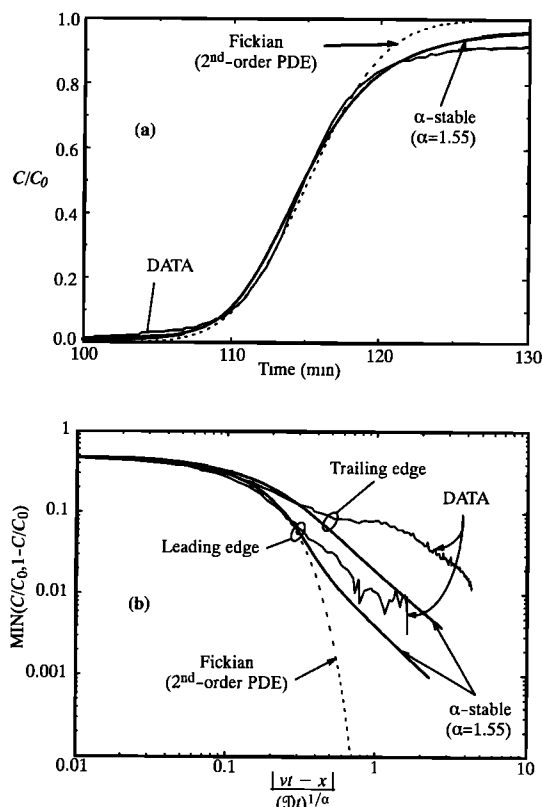 1.0
0.8
0.6
0.4
0.2
0.0
C/C₀
Fickian
(2nd-order PDE)
(a)
α-stable
(α=1.55)
DATA
100
110
120
130
Time (min)
1
0.1
0.01
0.001
MIN(C/C₀,1-C/C₀)
Trailing edge
DATA
Leading edge
(b)
Fickian
(2nd-order PDE)
α-stable
(α=1.55)
0.01
0.1
1
10
|vt − x|
(𝒟t)^1/α